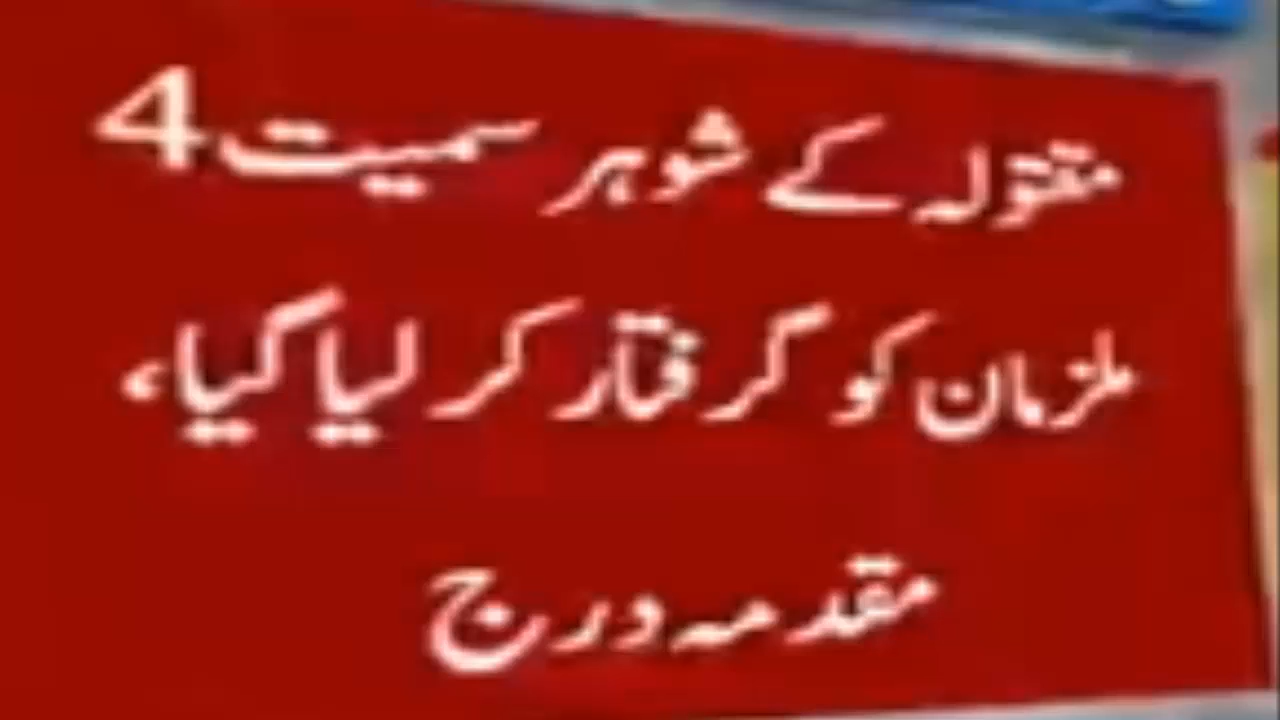 مقتولہ کے شوہر سمیت 4
ملزمان کو گرفتار کر لیا گیا،
مقدمہ درج